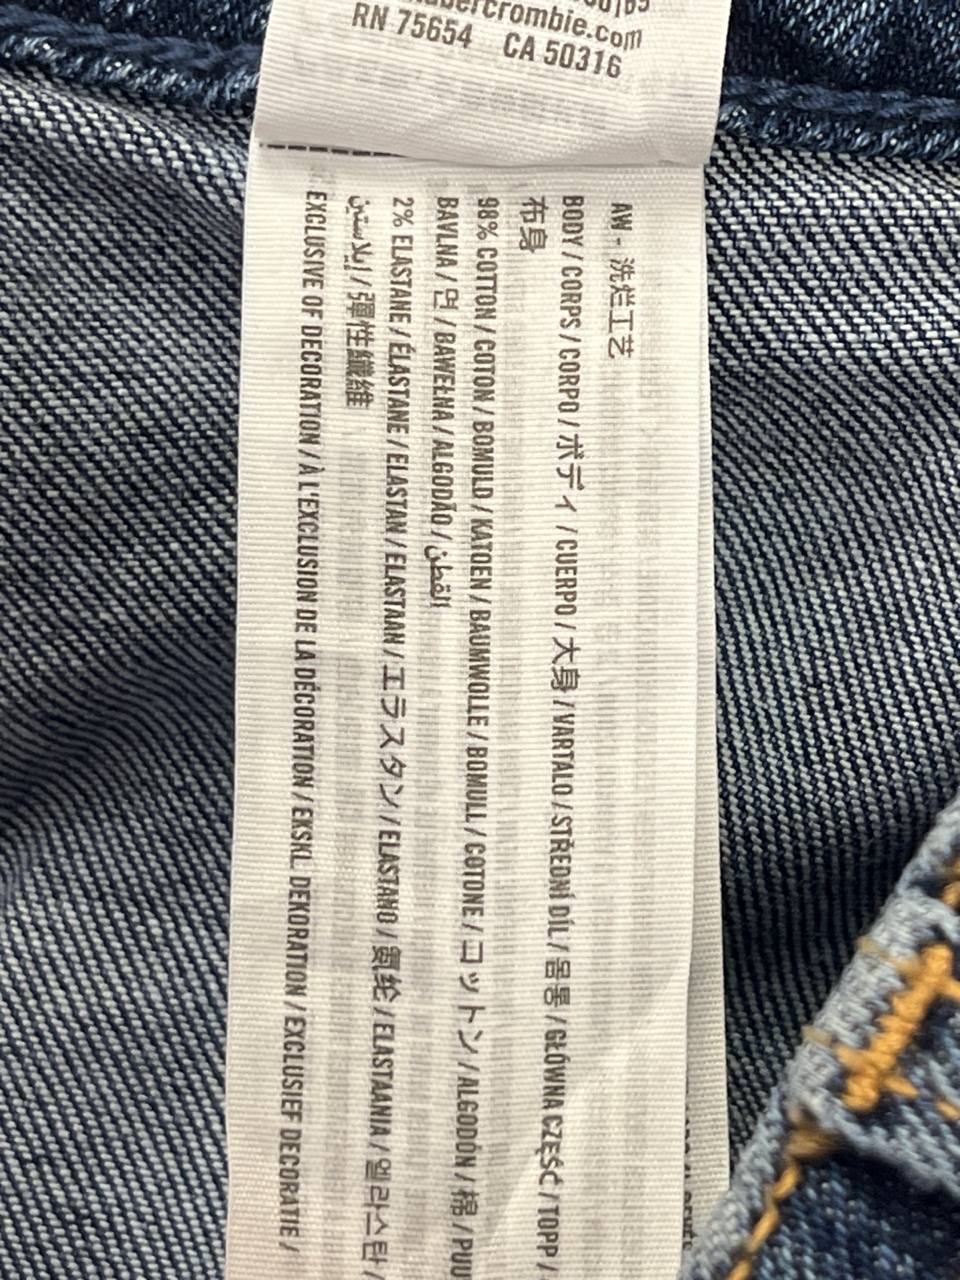 abercrombie.com
RN 75654 CA 50316
AW - 洗烂工艺
BODY / CORPS / CORPO / ボディ / CUERPO / 大身 / VARTALO / STŘEDNÍ DÍL / 몸통 / GŁÓWNA CZĘŚĆ / TOPP /
布身
98% COTTON / COTON / BOMULD / KATOEN / BAUMWOLLE / BOMULL / COTONE / コットン / ALGODÓN / 棉 /
BAVLNA / 면 / BAWEŁNA / ALGODÃO / القطن
2% ELASTANE / ÉLASTANE / ELASTAN / ELASTAAN / エラスタン / ELASTANO / 氨纶 / ELASTAANIA / 엘라스탄 /
إيلاستين / 彈性纖維
EXCLUSIVE OF DECORATION / À L'EXCLUSION DE LA DÉCORATION / EKSKL. DEKORATION / EXCLUSIEF DECORATIE /